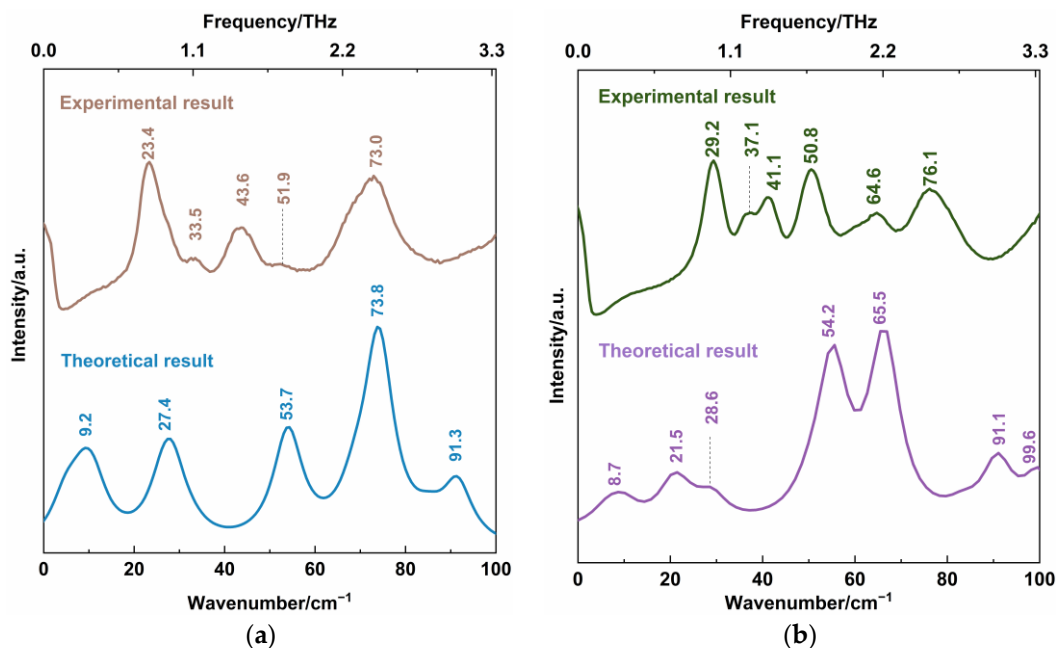 Frequency/THz
0.0 1.1 2.2 3.3
Experimental result
23.4
33.5
43.6
51.9
73.0
Theoretical result
9.2
27.4
53.7
73.8
91.3
Intensity/a.u.
0 20 40 60 80 100
Wavenumber/cm⁻¹
(a)
Frequency/THz
0.0 1.1 2.2 3.3
Experimental result
29.2
37.1
41.1
50.8
64.6
76.1
Theoretical result
8.7
21.5
28.6
54.2
65.5
91.1
99.6
Intensity/a.u.
0 20 40 60 80 100
Wavenumber/cm⁻¹
(b)